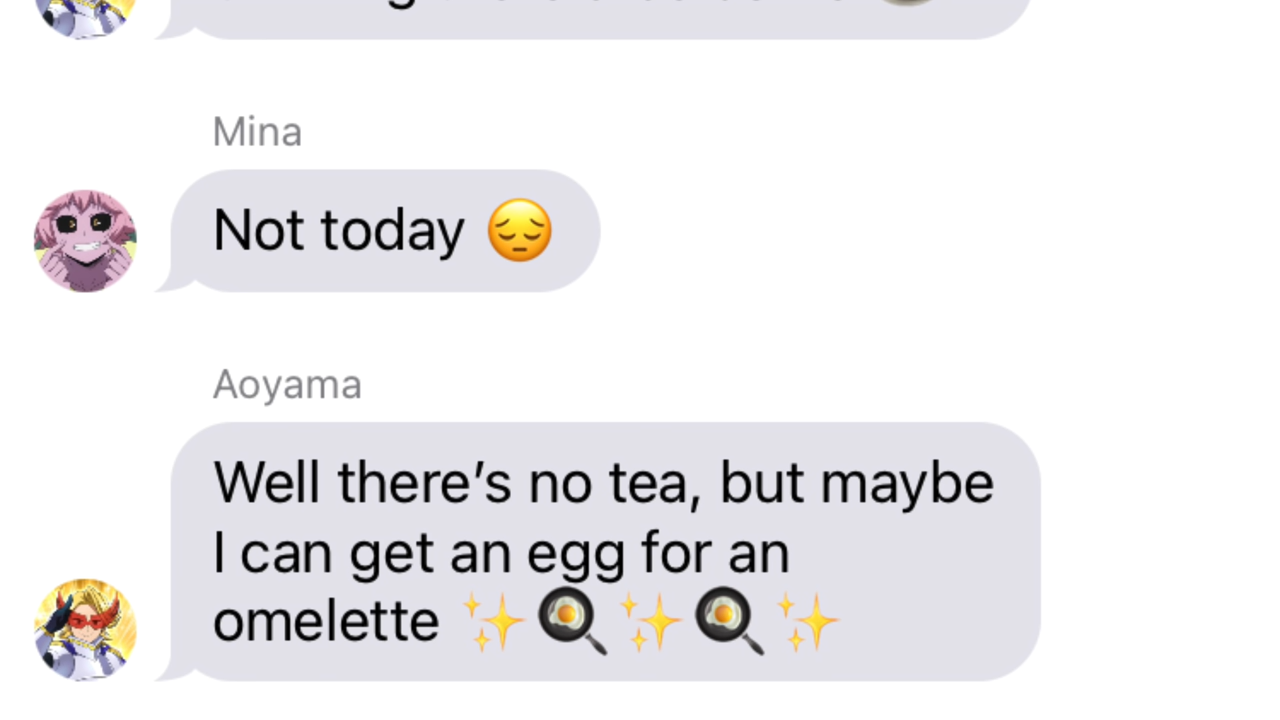 Mina
Not today 😔
Aoyama
Well there’s no tea, but maybe
I can get an egg for an
omelette ✨🍳✨🍳✨